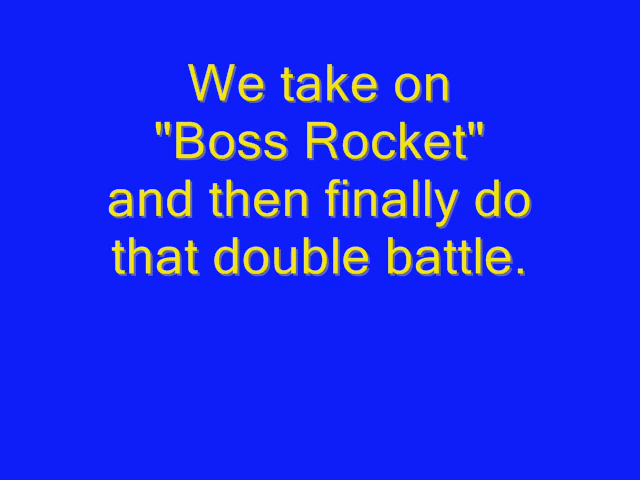 We take on
"Boss Rocket"
and then finally do
that double battle.